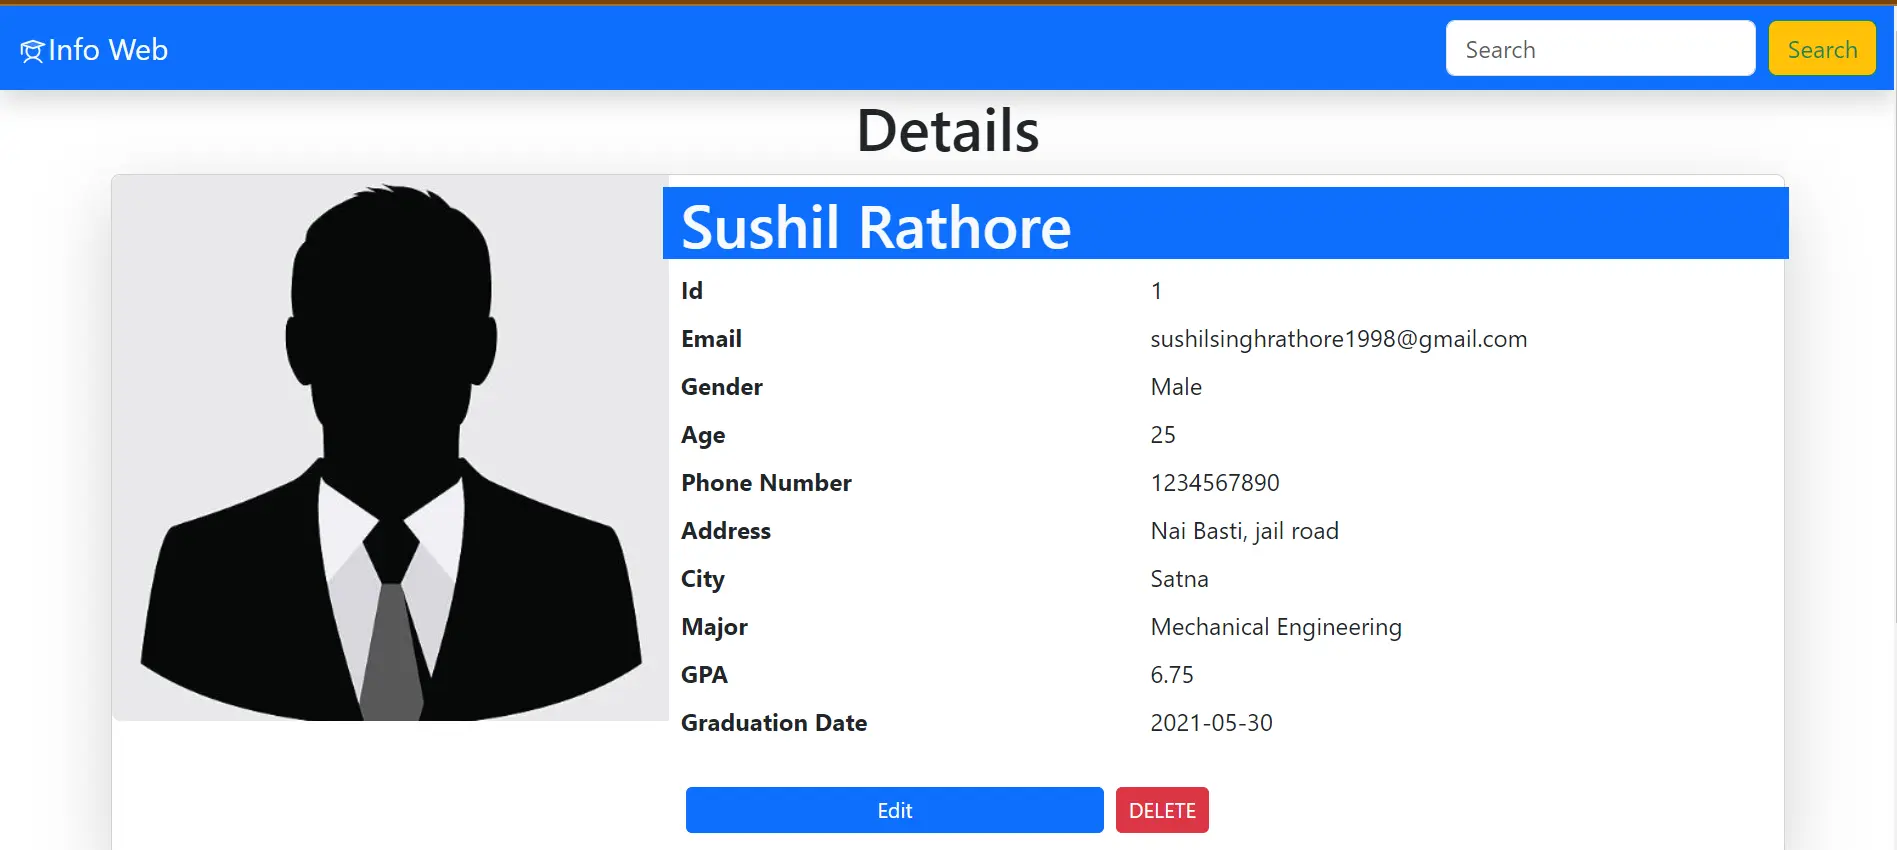 Info Web
Search Search
Details
Sushil Rathore
Id 1
Email sushilsinghrathore1998@gmail.com
Gender Male
Age 25
Phone Number 1234567890
Address Nai Basti, jail road
City Satna
Major Mechanical Engineering
GPA 6.75
Graduation Date 2021-05-30
Edit DELETE